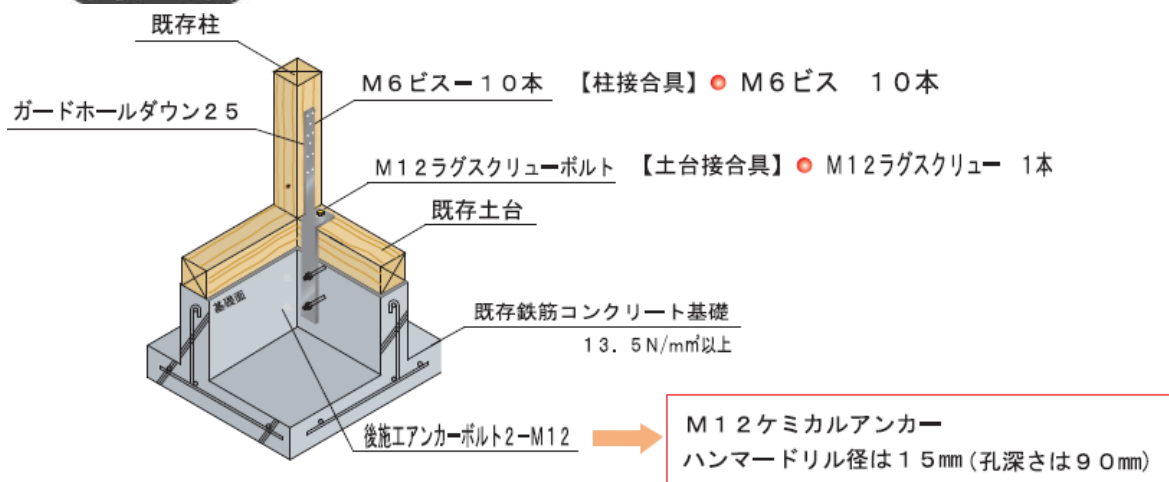 既存柱
M6ビスー10本 【柱接合具】● M6ビス 10本
ガードホールダウン25
M12ラグスクリューボルト 【土台接合具】● M12ラグスクリュー 1本
既存土台
基礎面
既存鉄筋コンクリート基礎
13.5N/mm²以上
後施工アンカーボルト2-M12
M12ケミカルアンカー
ハンマードリル径は15mm(孔深さは90mm)